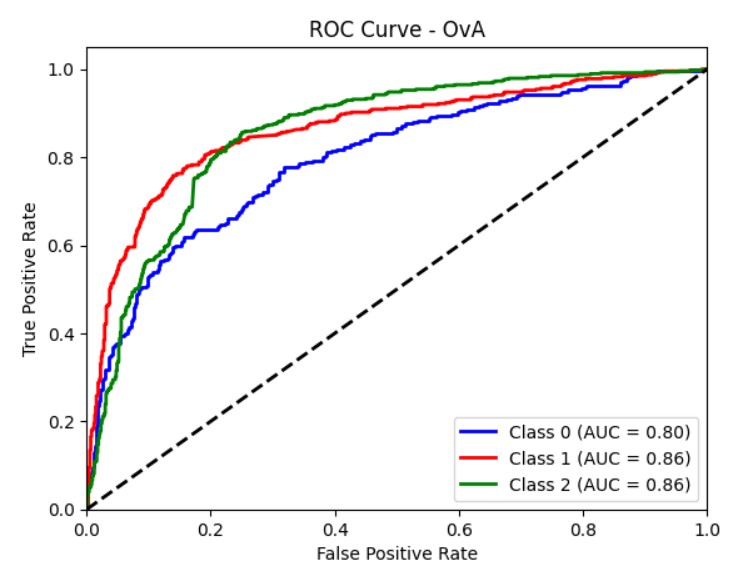 ROC Curve - OvA
True Positive Rate
1.0
0.8
0.6
0.4
0.2
0.0
Class 0 (AUC = 0.80)
Class 1 (AUC = 0.86)
Class 2 (AUC = 0.86)
0.0 0.2 0.4 0.6 0.8 1.0
False Positive Rate